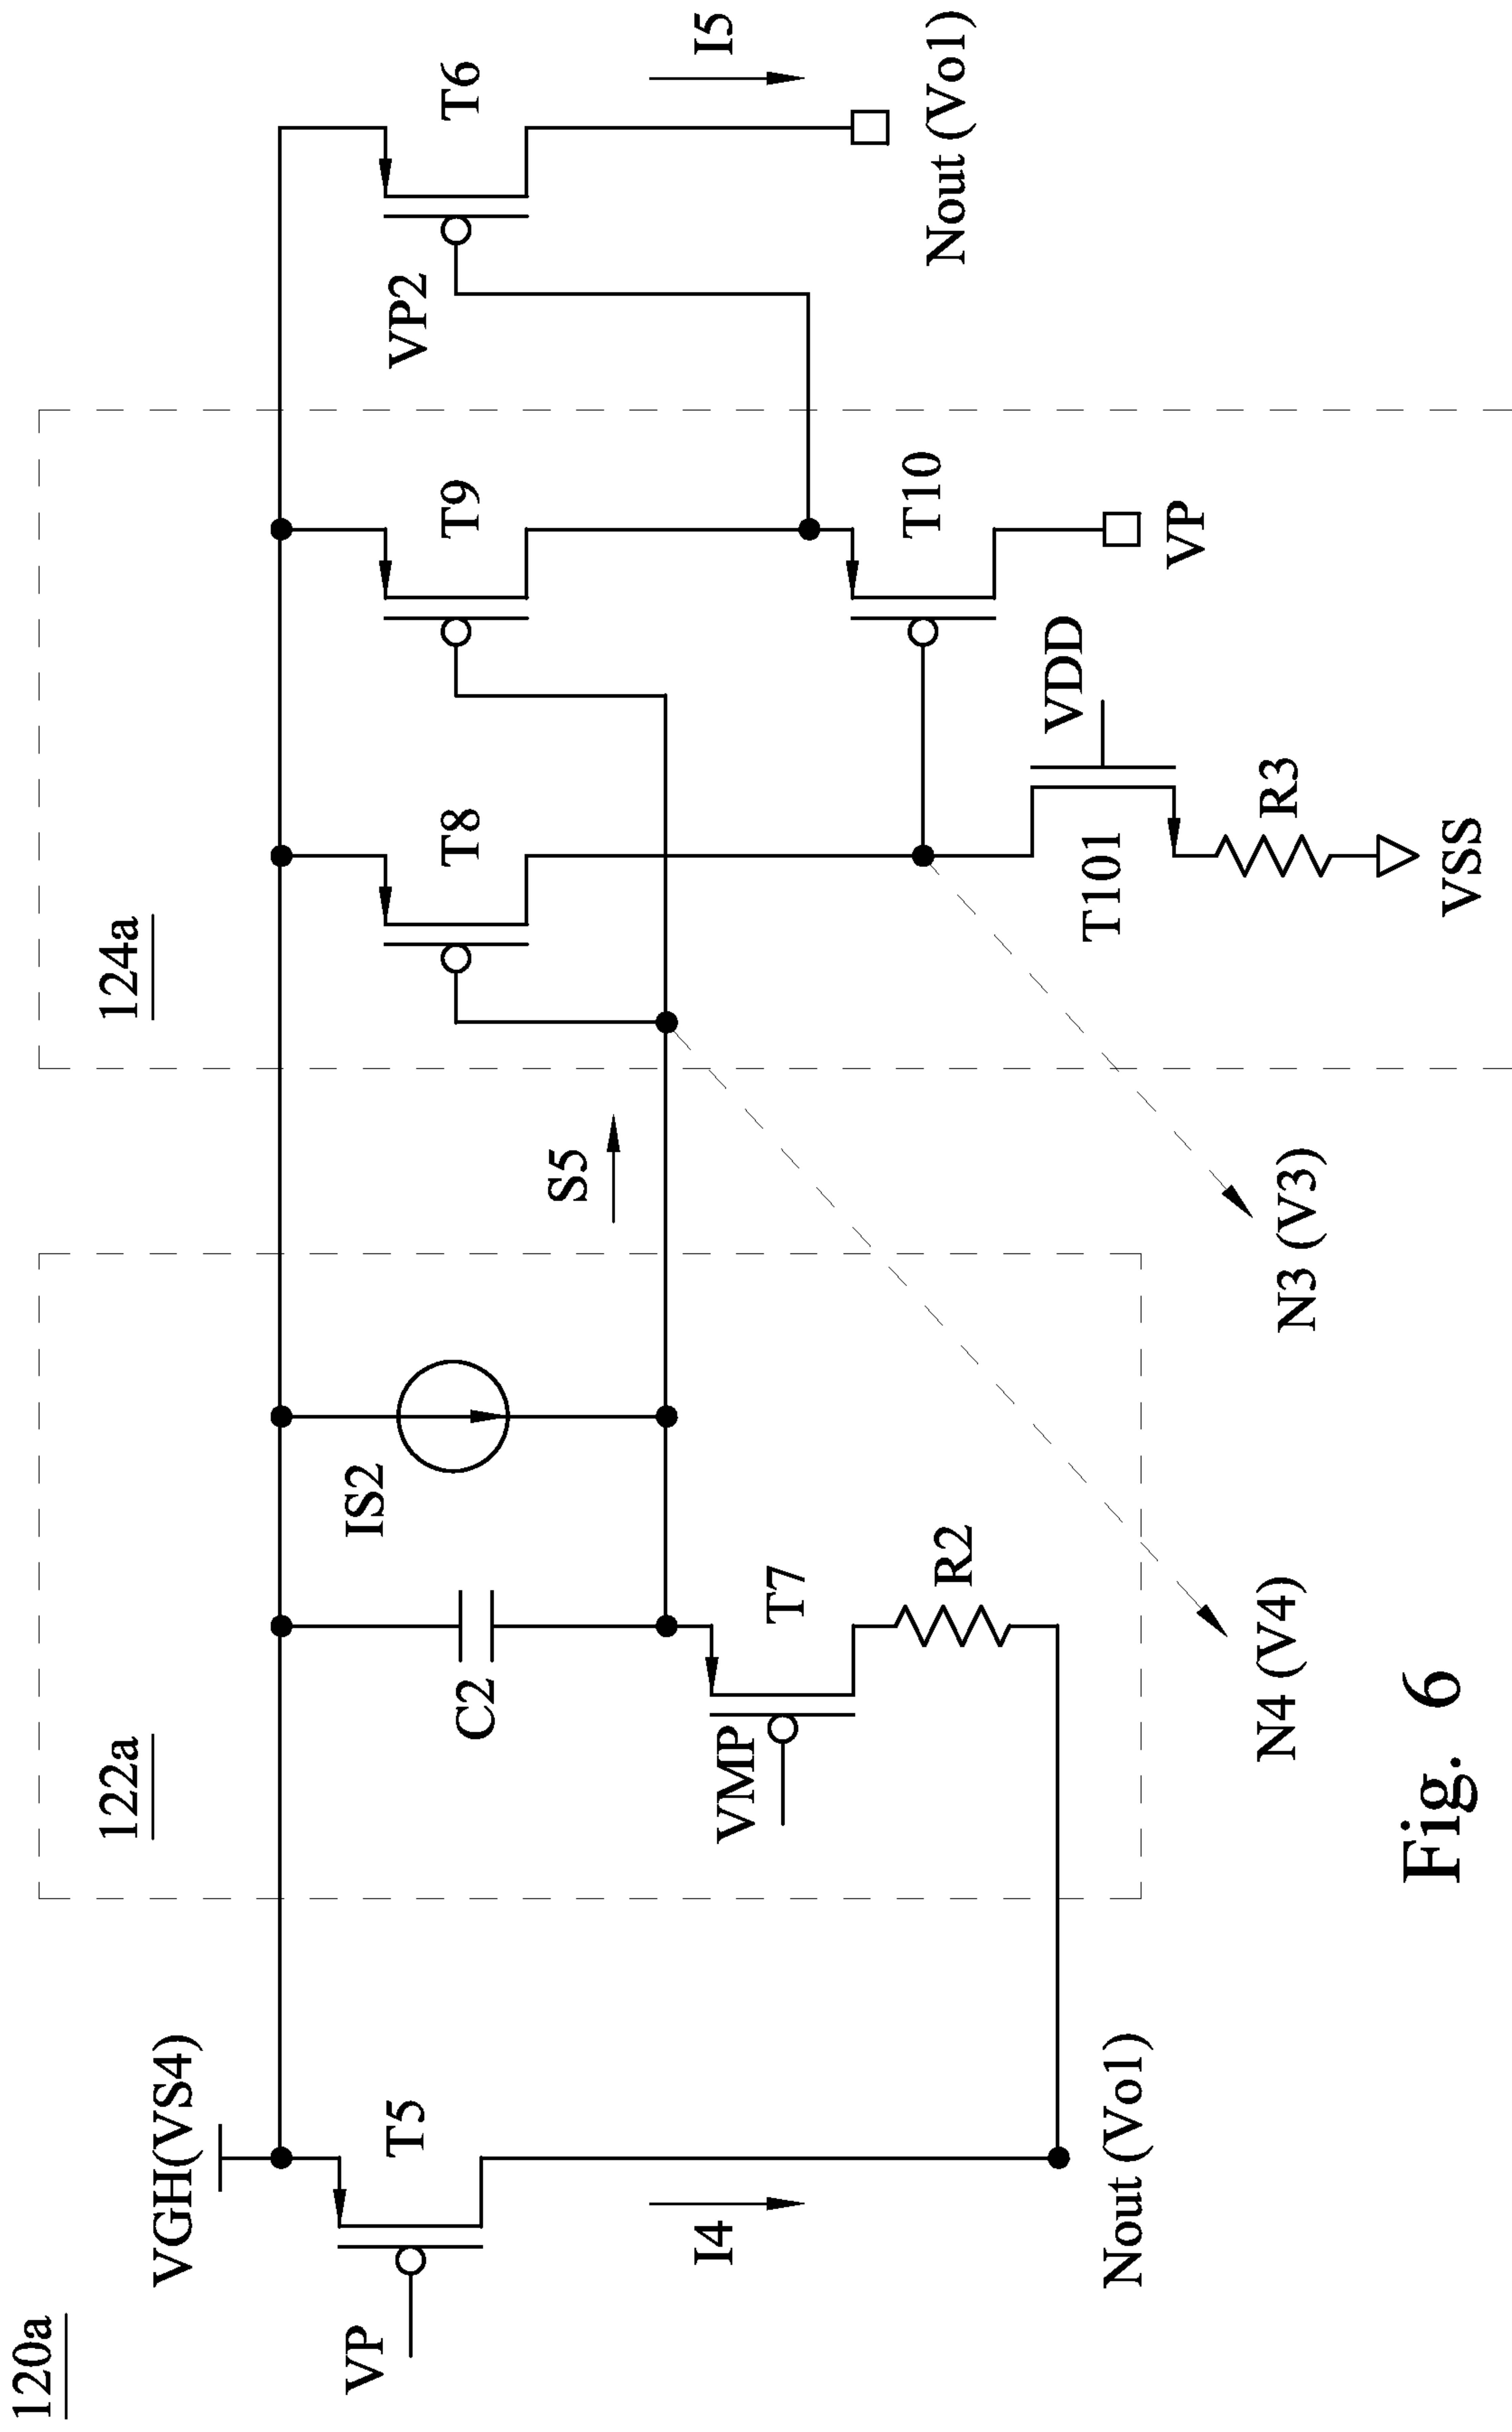 120a
VGH(VS4)
122a
124a
VP
T5
I4
Nout (Vo1)
C2
IS2
VMP
T7
R2
S5
T8
T9
VP2
T6
I5
Nout (Vo1)
T10
VP
VDD
T101
R3
VSS
N3 (V3)
N4 (V4)
Fig. 6